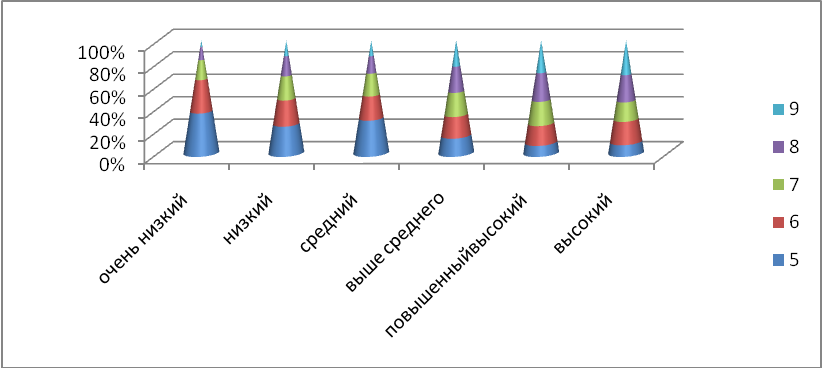 100%
80%
60%
40%
20%
0%
очень низкий
низкий
средний
выше среднего
повышенныйвысокий
высокий
9
8
7
6
5